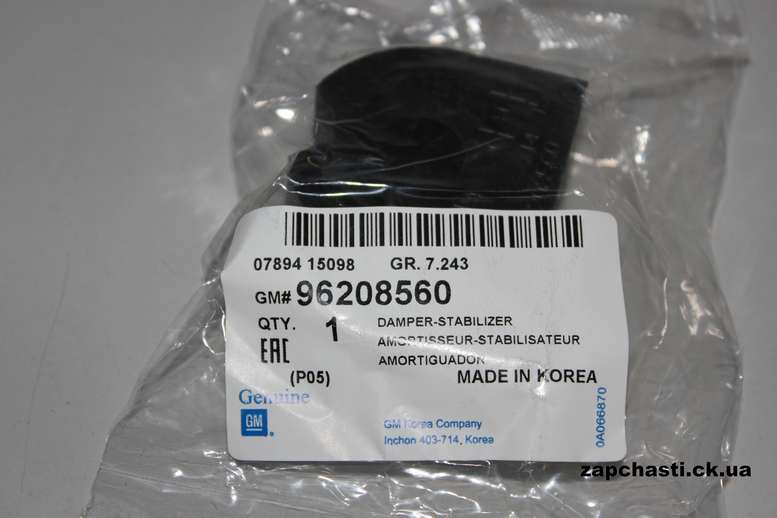 07894 15098 GR. 7.243
GM# 96208560
QTY. 1 DAMPER-STABILIZER
AMORTISSEUR-STABILISATEUR
EAC AMORTIGUADOR
(P05) MADE IN KOREA
Genuine
GM
GM Korea Company
Inchon 403-714, Korea
0A066870
zapchasti.ck.ua